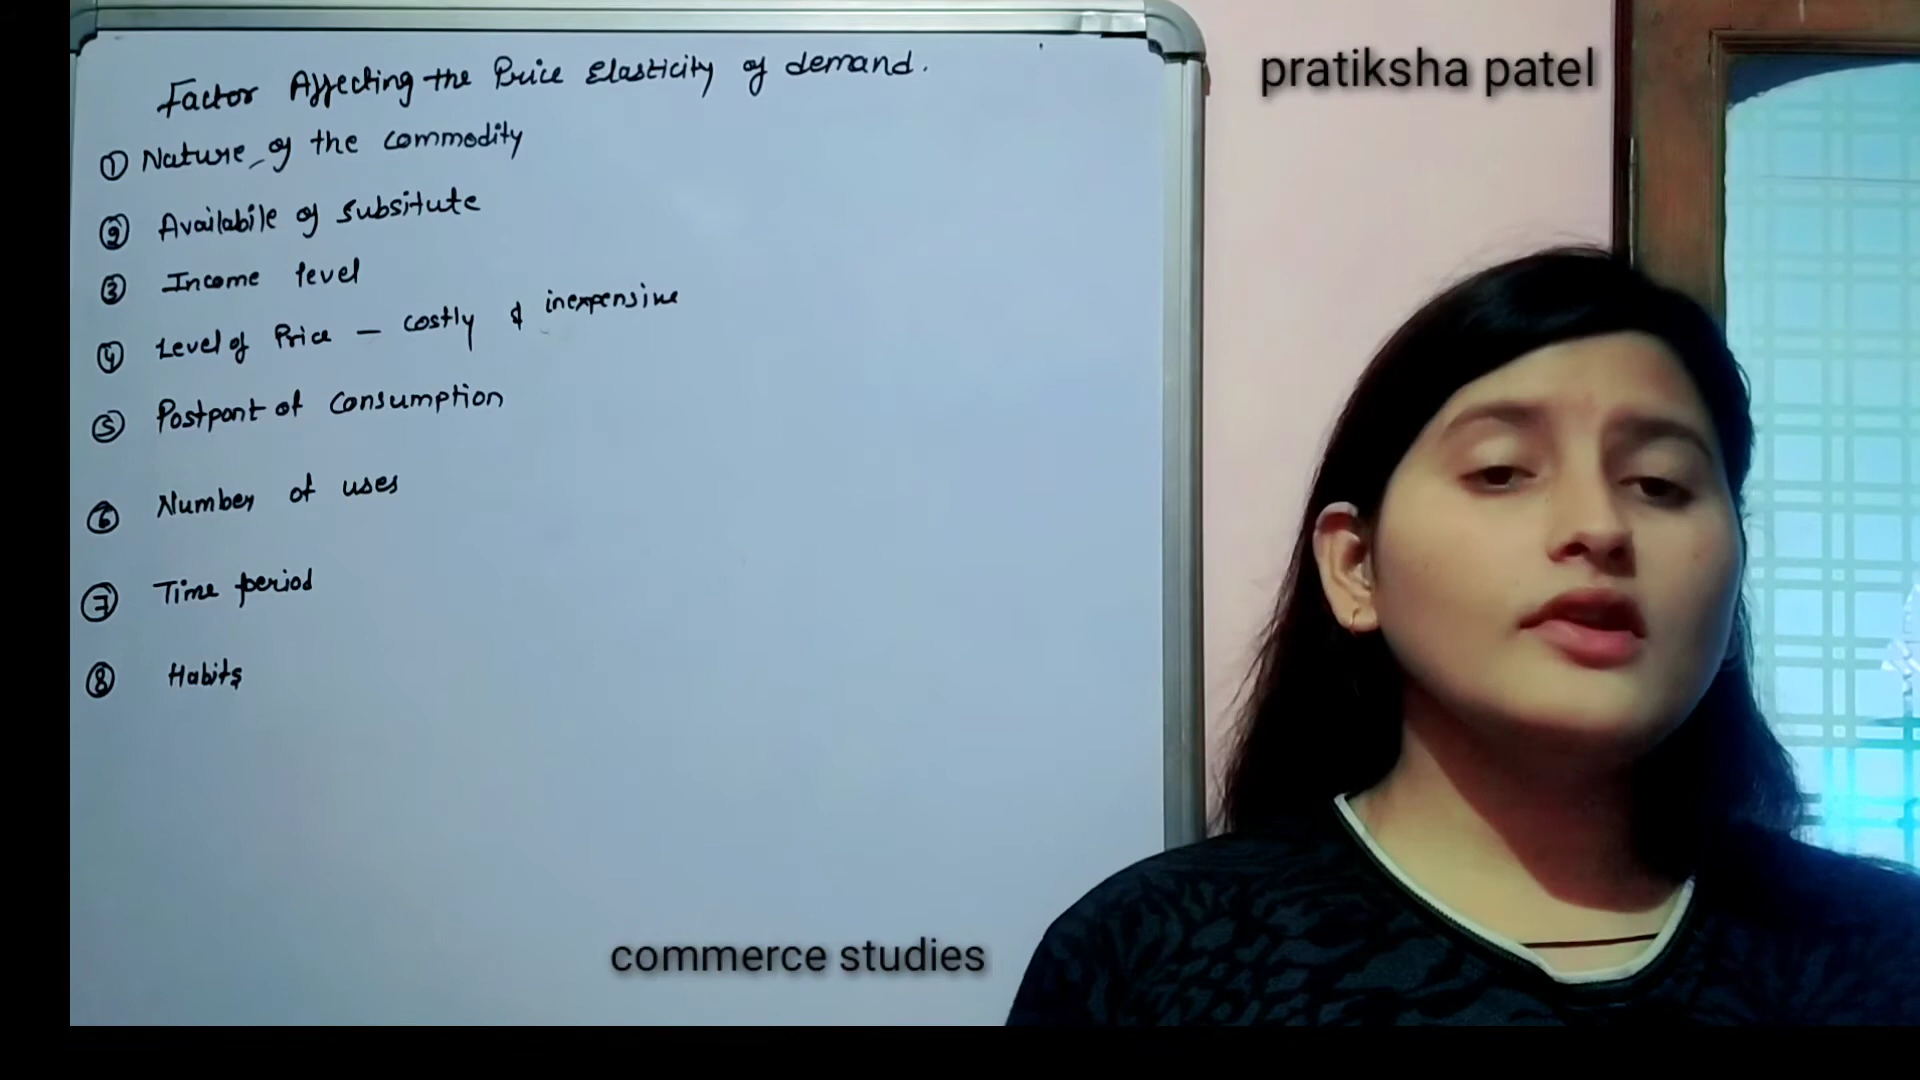 Factor Affecting the Price Elasticity of demand.
① Nature of the commodity
② Availabile of Subsitute
③ Income level
④ Level of Price - costly & inexpensive
⑤ Postpont of Consumption
⑥ Number of uses
⑦ Time period
⑧ Habits
pratiksha patel
commerce studies